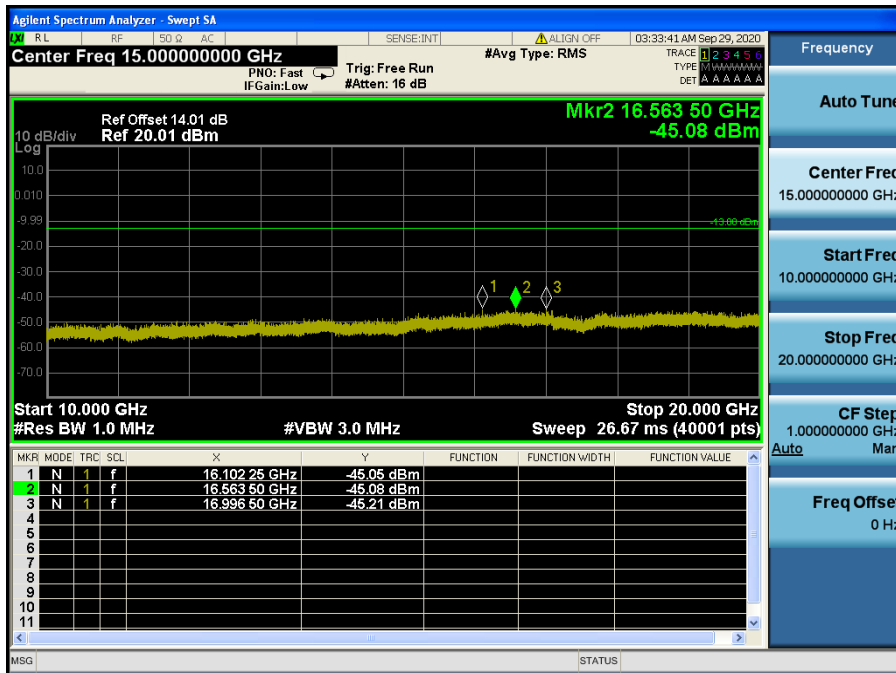 Agilent Spectrum Analyzer - Swept SA
LXI RL RF 50 Ω AC SENSE:INT ALIGN OFF 03:33:41 AM Sep 29, 2020
Center Freq 15.000000000 GHz
PNO: Fast
IFGain:Low
Trig: Free Run
#Atten: 16 dB
#Avg Type: RMS
TRACE 1 2 3 4 5 6
TYPE MWWWWW
DET A A A A A A
Frequency
Mkr2 16.563 50 GHz
-45.08 dBm
Ref Offset 14.01 dB
10 dB/div Ref 20.01 dBm
Log
10.0
0.010
-9.99
-20.0
-30.0
-40.0
-50.0
-60.0
-70.0
-13.00 dBm
1 2 3
Start 10.000 GHz Stop 20.000 GHz
#Res BW 1.0 MHz #VBW 3.0 MHz Sweep 26.67 ms (40001 pts)
MKR MODE TRC SCL X Y FUNCTION FUNCTION WIDTH FUNCTION VALUE
1 N 1 f 16.102 25 GHz -45.05 dBm
2 N 1 f 16.563 50 GHz -45.08 dBm
3 N 1 f 16.996 50 GHz -45.21 dBm
4
5
6
7
8
9
10
11
MSG STATUS
Auto Tune
Center Freq
15.000000000 GHz
Start Freq
10.000000000 GHz
Stop Freq
20.000000000 GHz
CF Step
1.000000000 GHz
Auto Man
Freq Offset
0 Hz